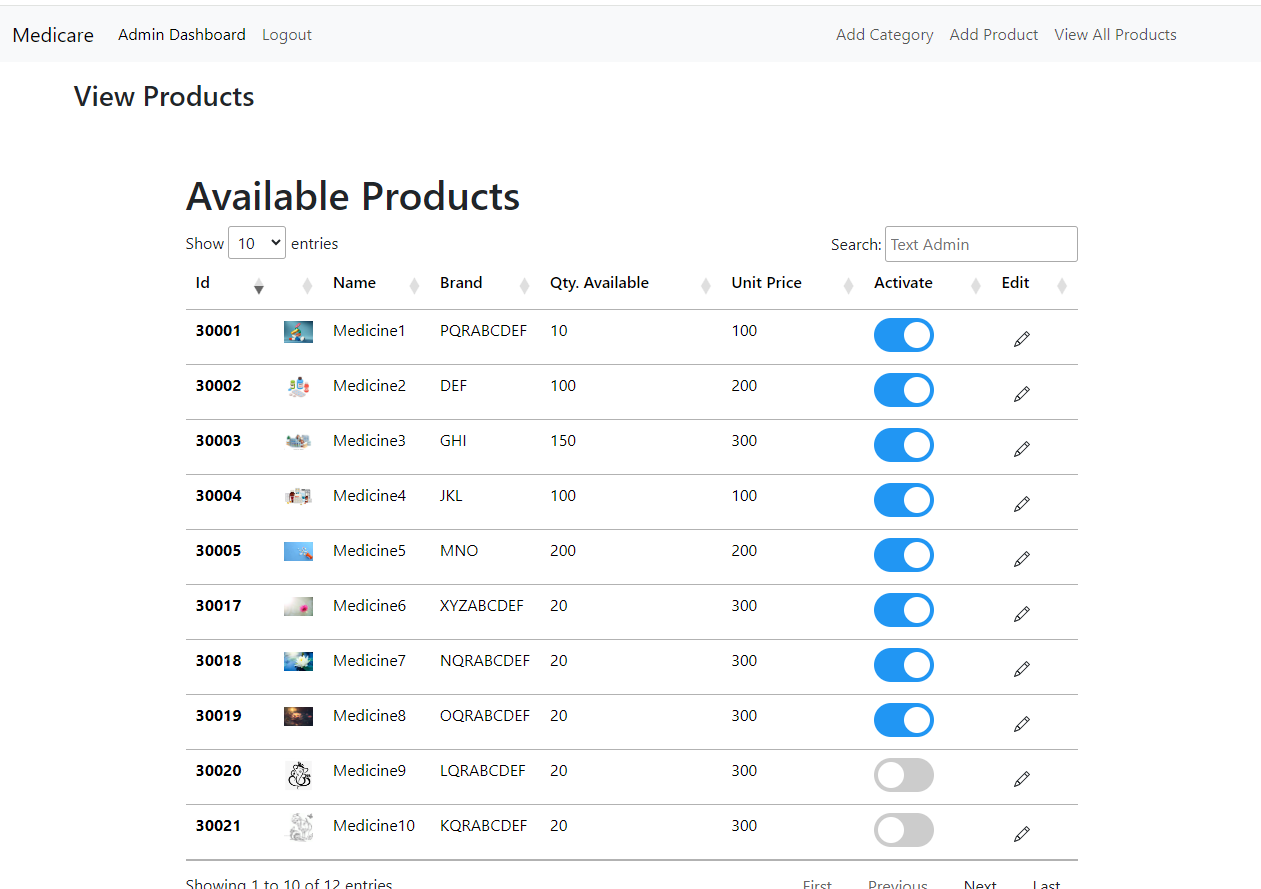 Medicare Admin Dashboard Logout Add Category Add Product View All Products
View Products
Available Products
Show 10 entries Search: Text Admin
Id Name Brand Qty. Available Unit Price Activate Edit
30001 Medicine1 PQRABCDEF 10 100
30002 Medicine2 DEF 100 200
30003 Medicine3 GHI 150 300
30004 Medicine4 JKL 100 100
30005 Medicine5 MNO 200 200
30017 Medicine6 XYZABCDEF 20 300
30018 Medicine7 NQRABCDEF 20 300
30019 Medicine8 OQRABCDEF 20 300
30020 Medicine9 LQRABCDEF 20 300
30021 Medicine10 KQRABCDEF 20 300
Showing 1 to 10 of 12 entries First Previous Next Last